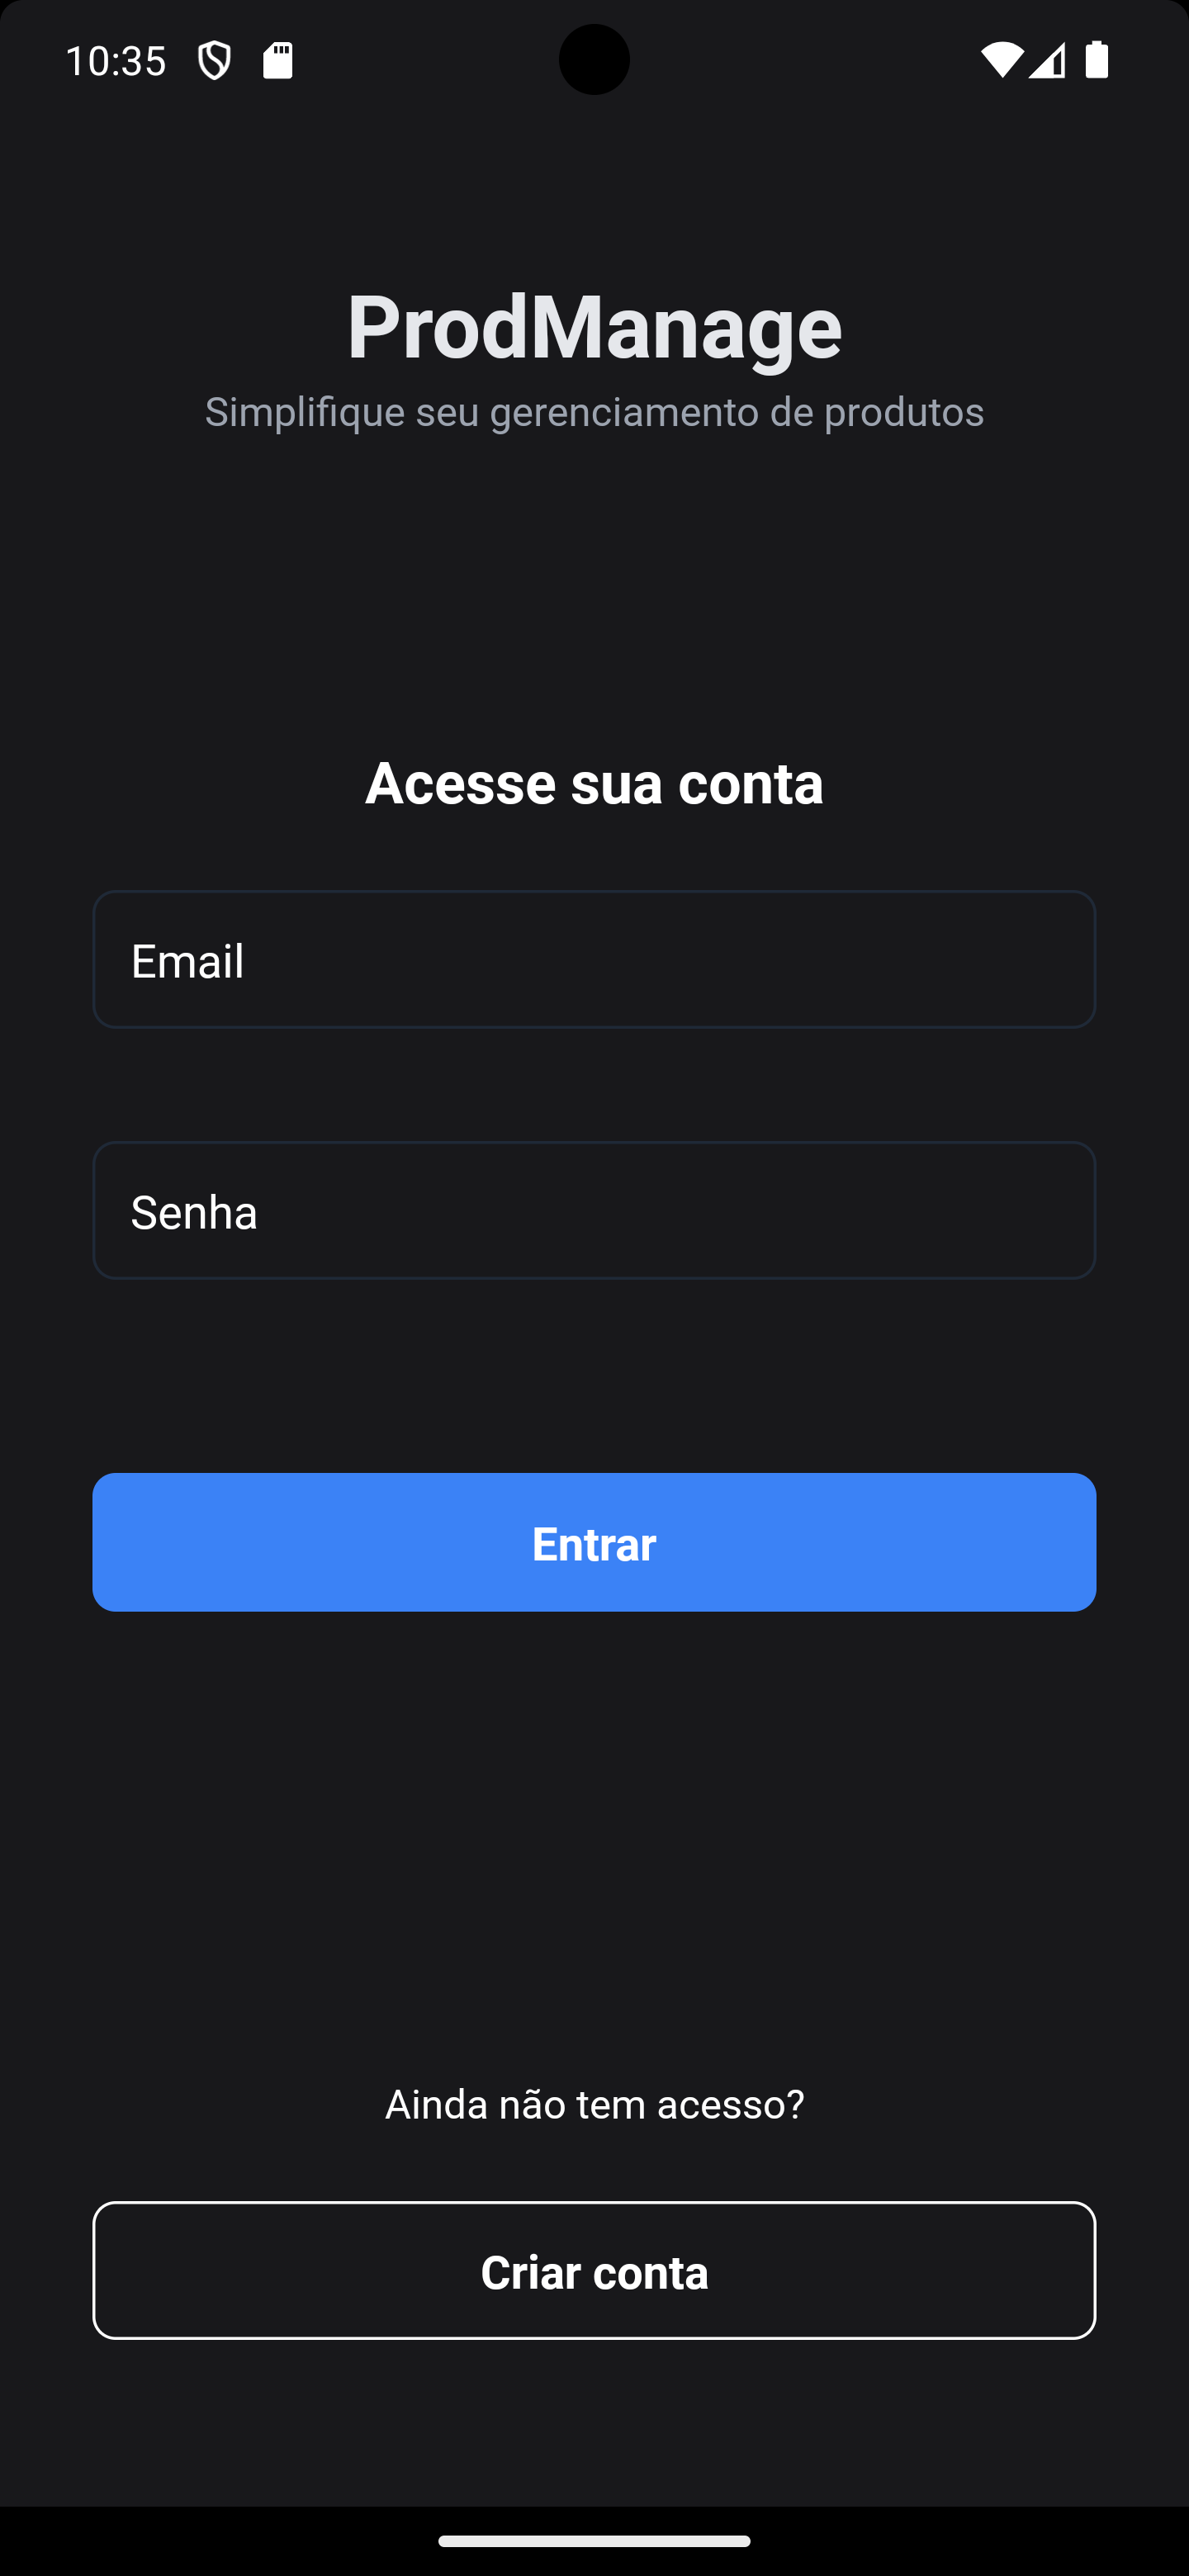 10:35
ProdManage
Simplifique seu gerenciamento de produtos
Acesse sua conta
Email
Senha
Entrar
Ainda não tem acesso?
Criar conta